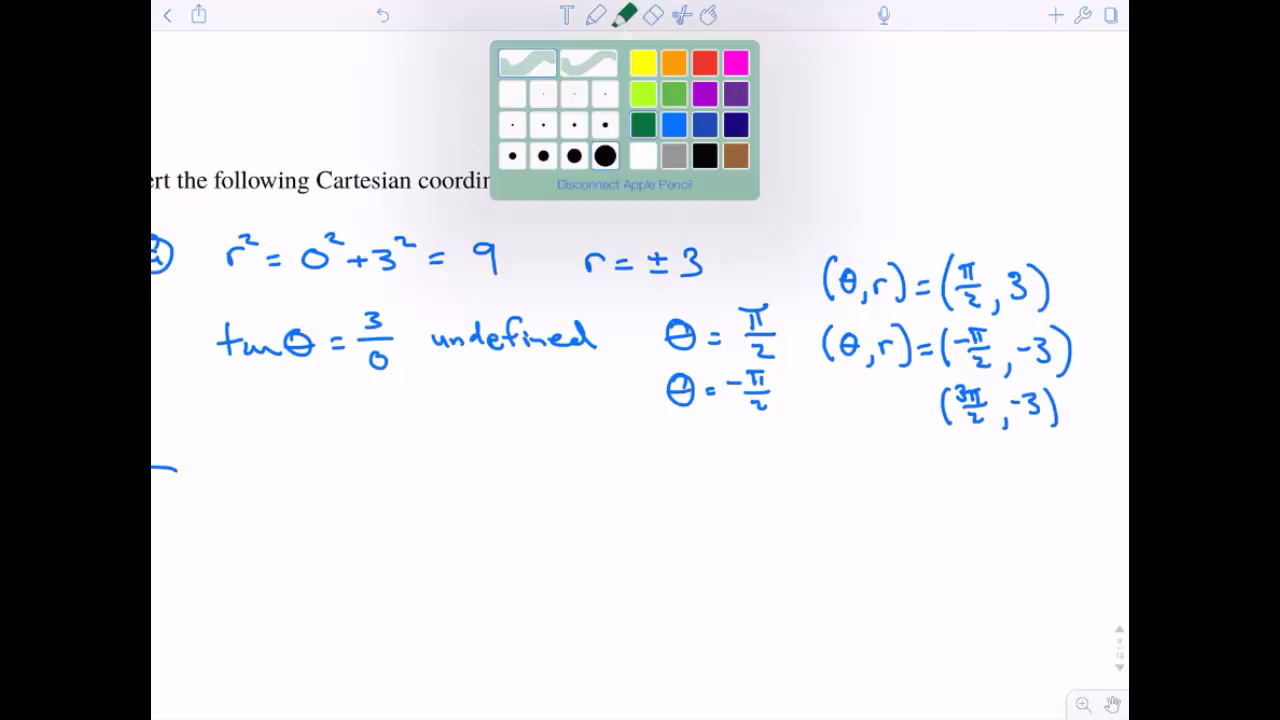 Disconnect Apple Pencil
ert the following Cartesian coordin
r² = 0² + 3² = 9 r = ± 3 (θ, r) = (π/2, 3)
tan θ = 3/0 undefined θ = π/2 (θ, r) = (-π/2, -3)
θ = -π/2 (3π/2, -3)